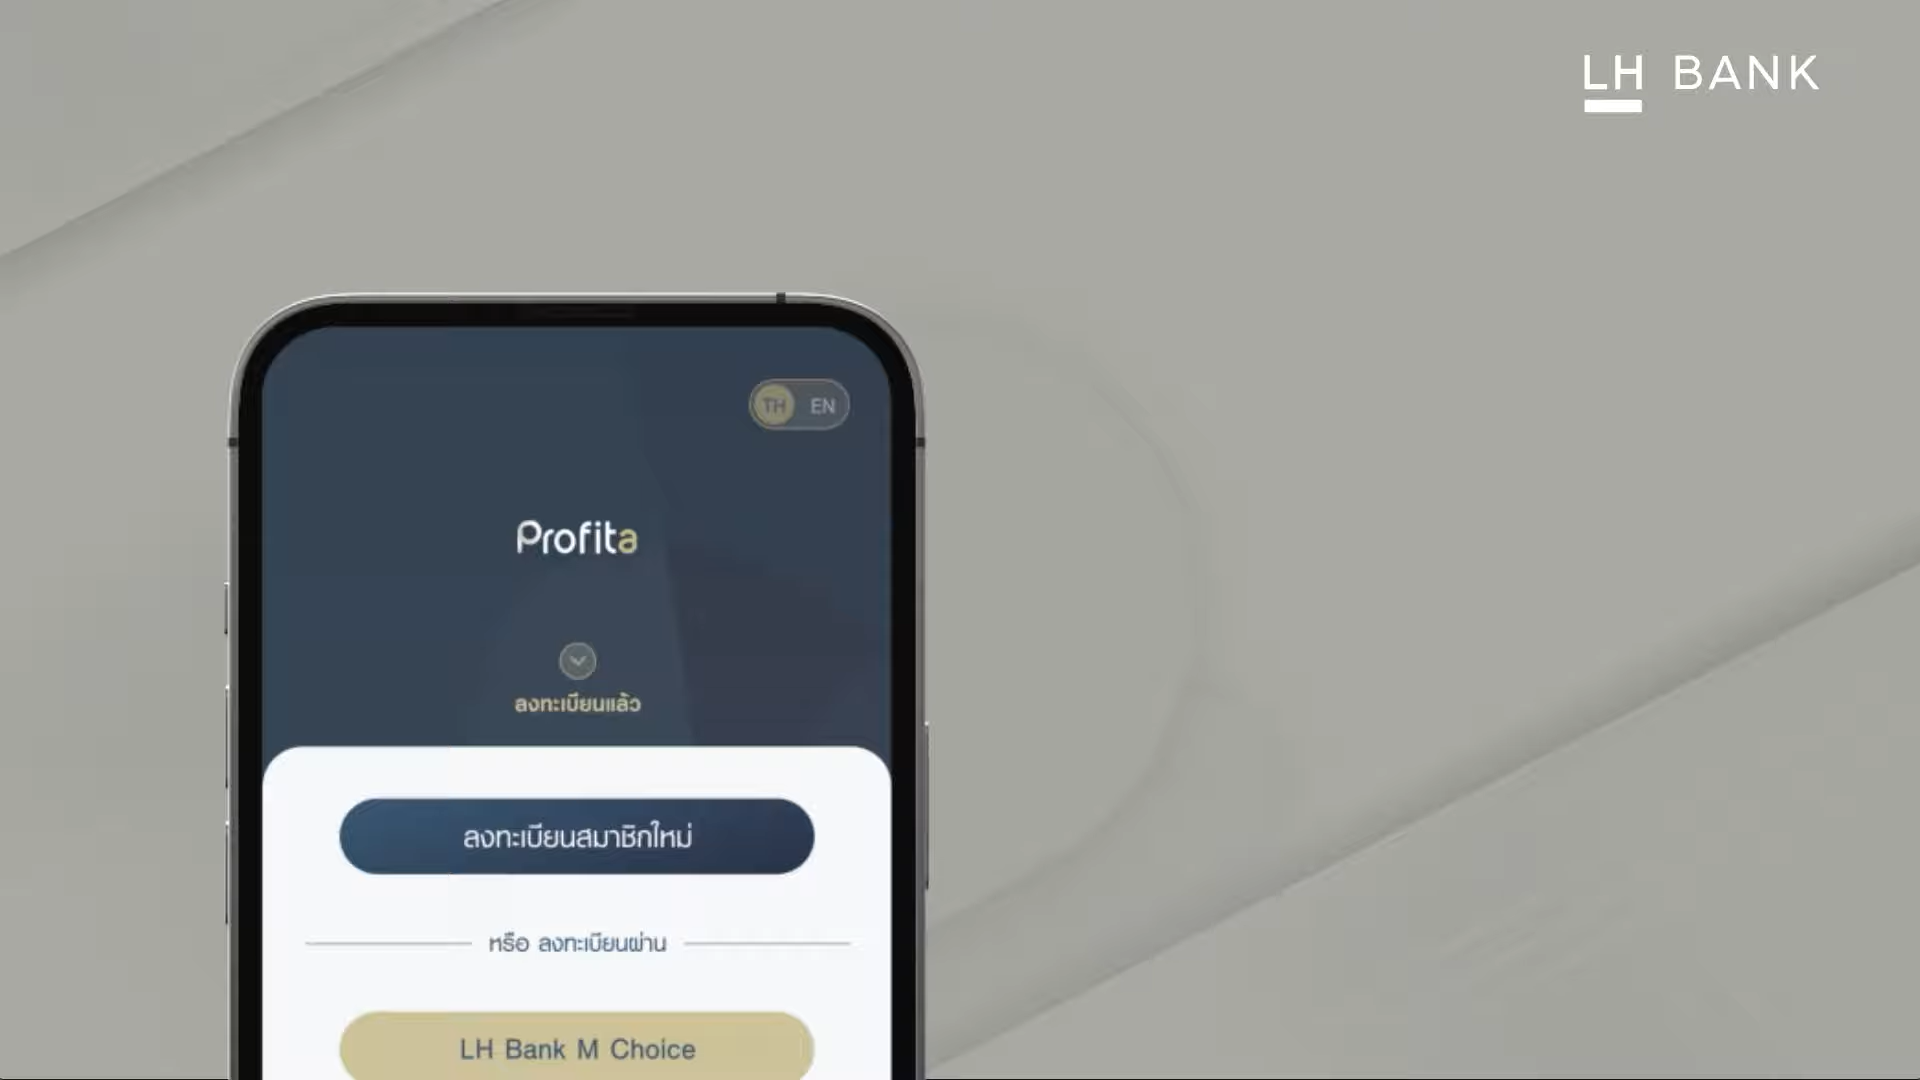 LH BANK
TH EN
Profita
ลงทะเบียนแล้ว
ลงทะเบียนสมาชิกใหม่
หรือ ลงทะเบียนผ่าน
LH Bank M Choice